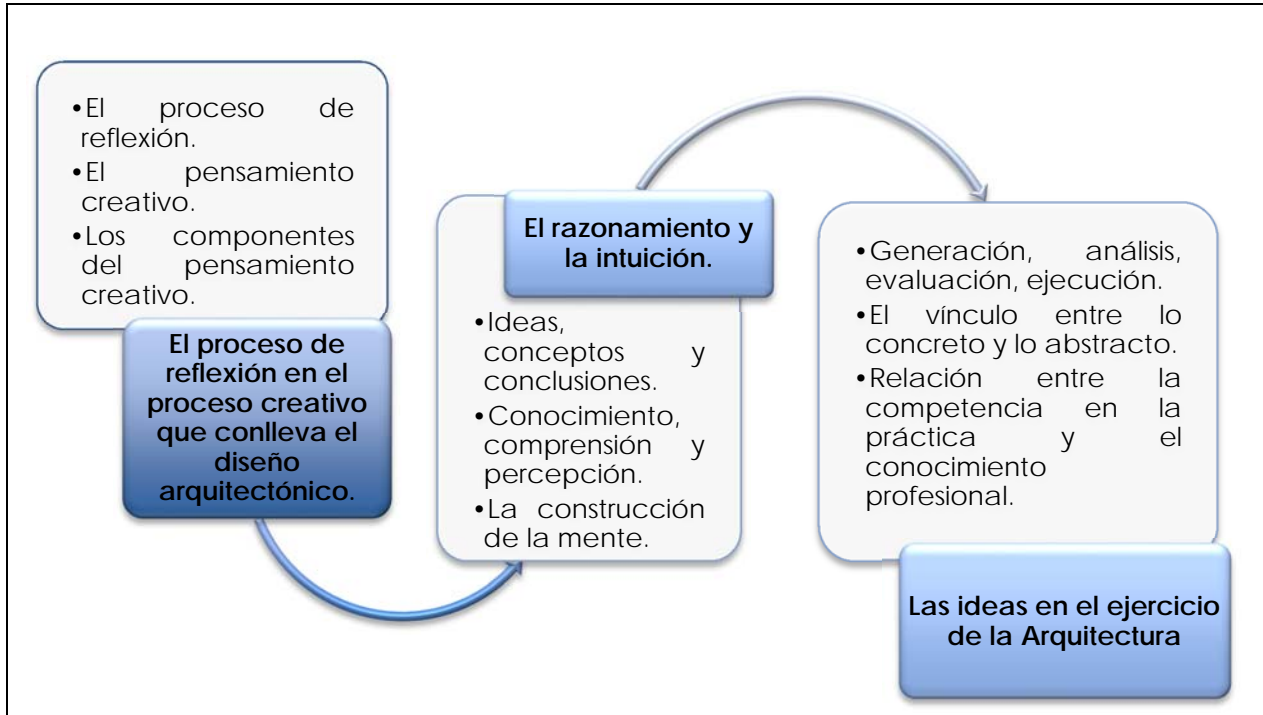 •El proceso de
reflexión.
•El pensamiento
creativo.
•Los componentes
del pensamiento
creativo.
El proceso de
reflexión en el
proceso creativo
que conlleva el
diseño
arquitectónico.
El razonamiento y
la intuición.
•Ideas,
conceptos y
conclusiones.
•Conocimiento,
comprensión y
percepción.
•La construcción
de la mente.
•Generación, análisis,
evaluación, ejecución.
•El vínculo entre lo
concreto y lo abstracto.
•Relación entre la
competencia en la
práctica y el
conocimiento
profesional.
Las ideas en el ejercicio
de la Arquitectura